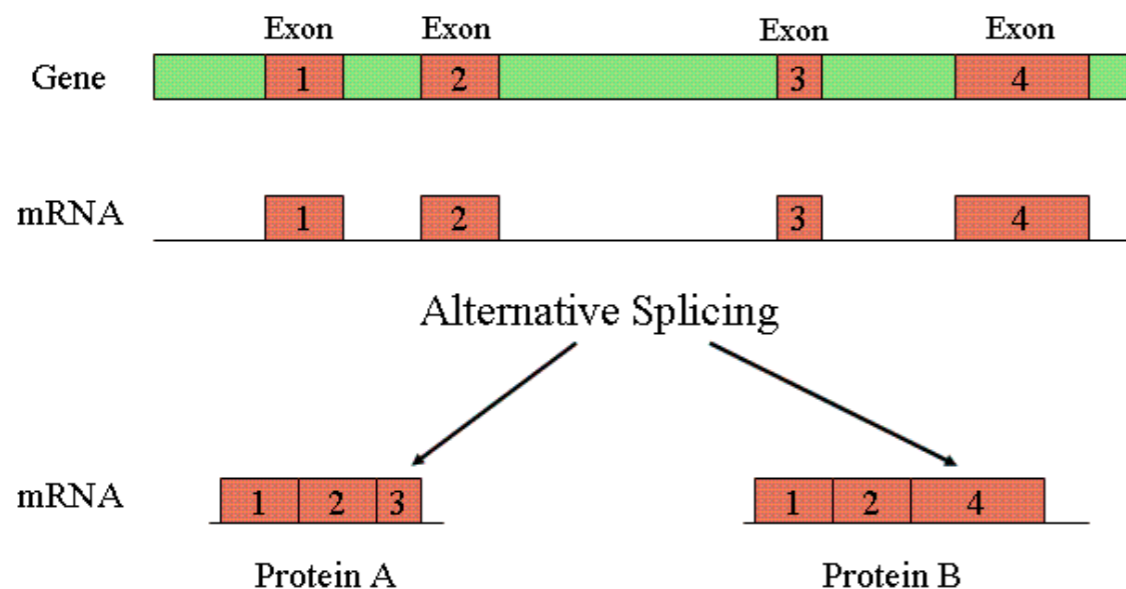 Exon Exon Exon Exon
Gene 1 2 3 4
mRNA 1 2 3 4
Alternative Splicing
mRNA 1 2 3 1 2 4
Protein A Protein B